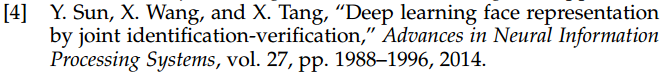 [4] Y. Sun, X. Wang, and X. Tang, “Deep learning face representation
by joint identification-verification,” Advances in Neural Information
Processing Systems, vol. 27, pp. 1988–1996, 2014.